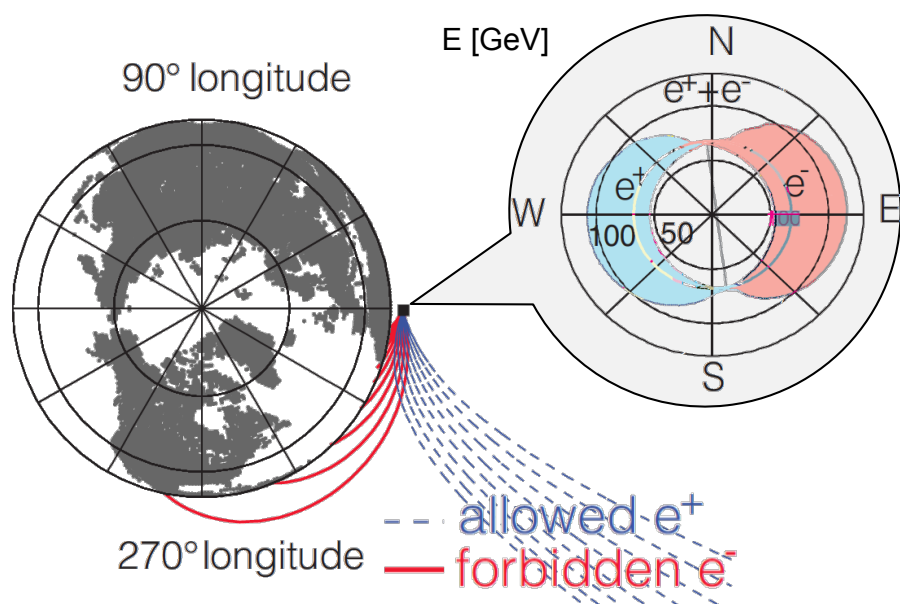 E [GeV]
N
90° longitude
e⁺+e⁻
e⁺
e⁻
W
E
100
50
S
allowed e⁺
270° longitude
forbidden e⁻